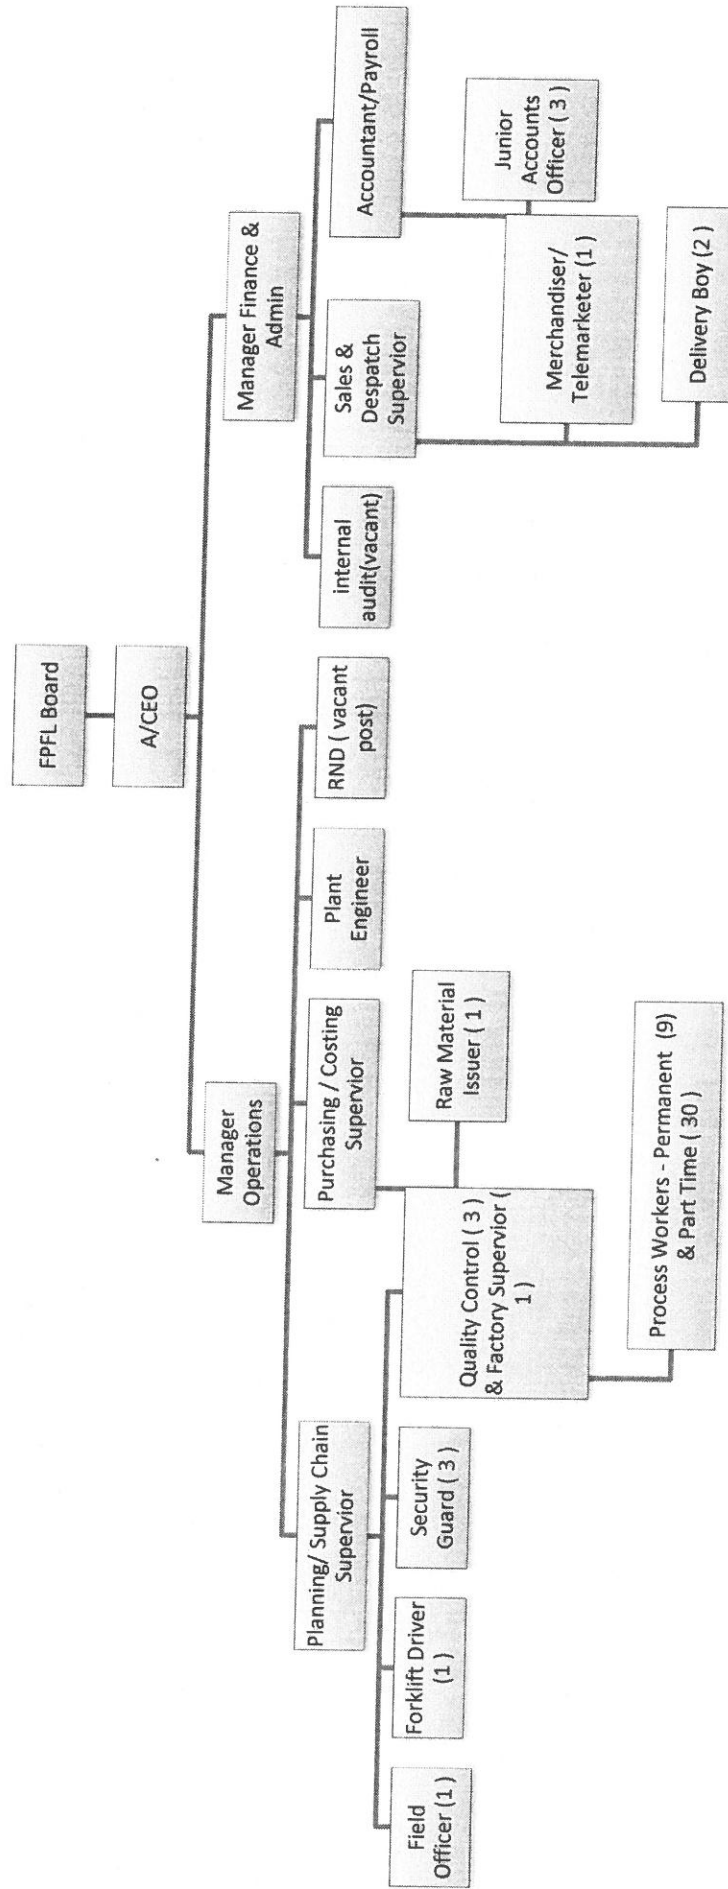 FPFL Board
A/CEO
Manager
Operations
Manager Finance &
Admin
Planning/ Supply Chain
Supervior
Purchasing / Costing
Supervior
Plant
Engineer
RND ( vacant
post)
internal
audit(vacant)
Sales &
Despatch
Supervior
Accountant/Payroll
Field
Officer (1)
Forklift Driver
(1)
Security
Guard ( 3 )
Quality Control ( 3 )
& Factory Supervior (
1 )
Raw Material
Issuer ( 1 )
Merchandiser/
Telemarketer (1)
Junior
Accounts
Officer ( 3 )
Process Workers - Permanent (9)
& Part Time ( 30 )
Delivery Boy (2)